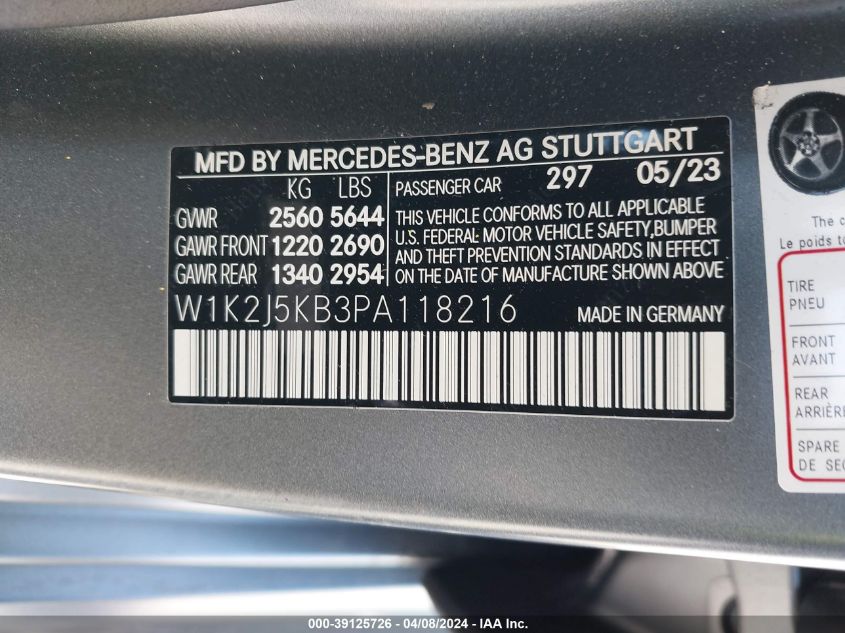 MFD BY MERCEDES-BENZ AG STUTTGART
KG LBS
GVWR 2560 5644
GAWR FRONT 1220 2690
GAWR REAR 1340 2954
PASSENGER CAR 297 05/23
THIS VEHICLE CONFORMS TO ALL APPLICABLE
U.S. FEDERAL MOTOR VEHICLE SAFETY,BUMPER
AND THEFT PREVENTION STANDARDS IN EFFECT
ON THE DATE OF MANUFACTURE SHOWN ABOVE
W1K2J5KB3PA118216 MADE IN GERMANY
The c
Le poids to
TIRE
PNEU
FRONT
AVANT
REAR
ARRIÈRE
SPARE
DE SEC
000-39125726 - 04/08/2024 - IAA Inc.